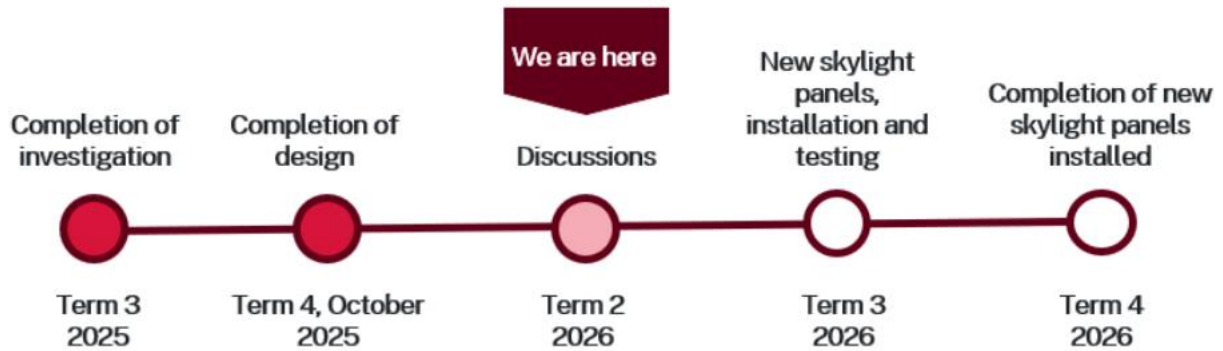 We are here
Completion of
investigation
Completion of
design
Discussions
New skylight
panels,
installation and
testing
Completion of new
skylight panels
installed
Term 3
2025
Term 4, October
2025
Term 2
2026
Term 3
2026
Term 4
2026